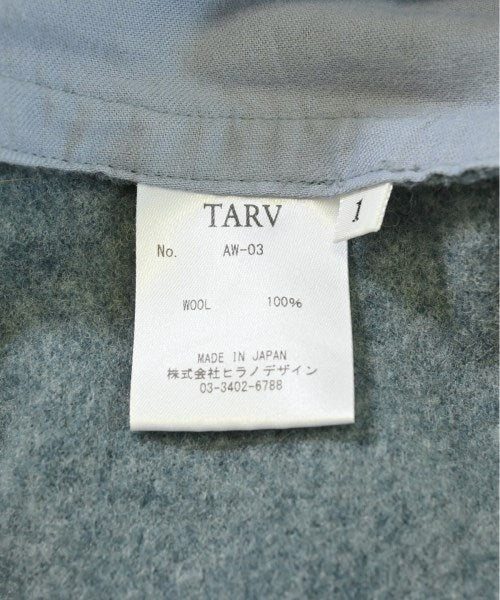 TARV
1
No. AW-03
WOOL 100%
MADE IN JAPAN
株式会社ヒラノデザイン
03-3402-6788